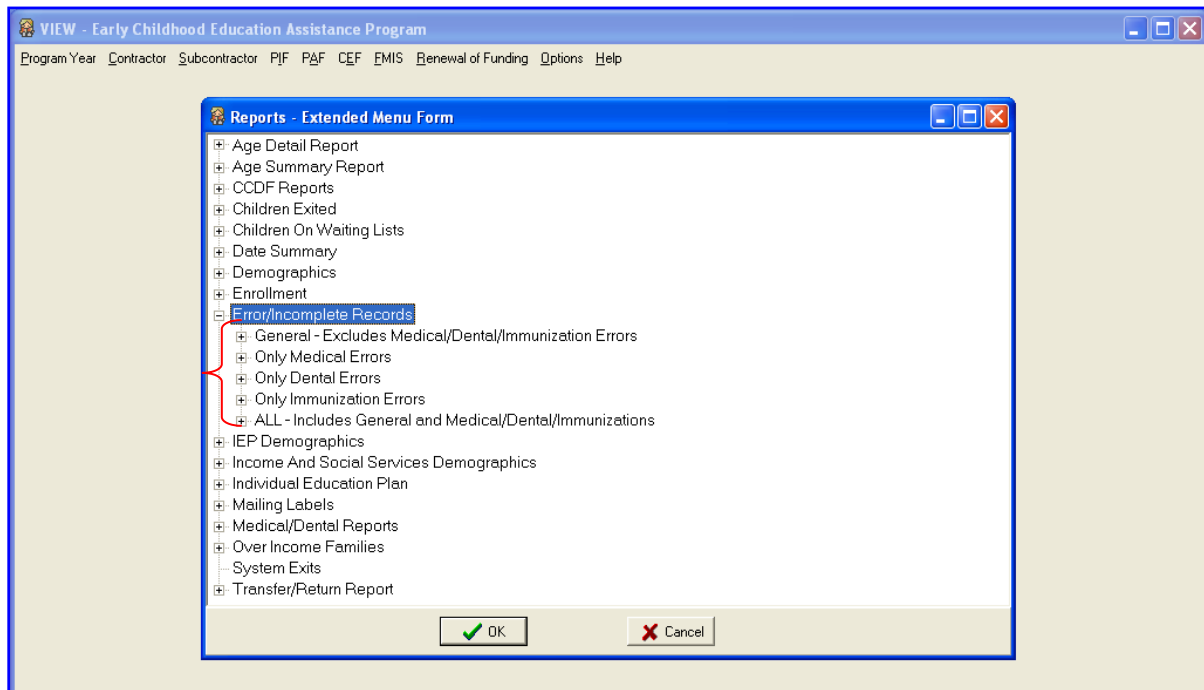 VIEW - Early Childhood Education Assistance Program
Program Year Contractor Subcontractor PIF PAF CEF FMIS Renewal of Funding Options Help
Reports - Extended Menu Form
Age Detail Report
Age Summary Report
CCDF Reports
Children Exited
Children On Waiting Lists
Date Summary
Demographics
Enrollment
Error/Incomplete Records
General - Excludes Medical/Dental/Immunization Errors
Only Medical Errors
Only Dental Errors
Only Immunization Errors
ALL - Includes General and Medical/Dental/Immunizations
IEP Demographics
Income And Social Services Demographics
Individual Education Plan
Mailing Labels
Medical/Dental Reports
Over Income Families
System Exits
Transfer/Return Report
OK Cancel